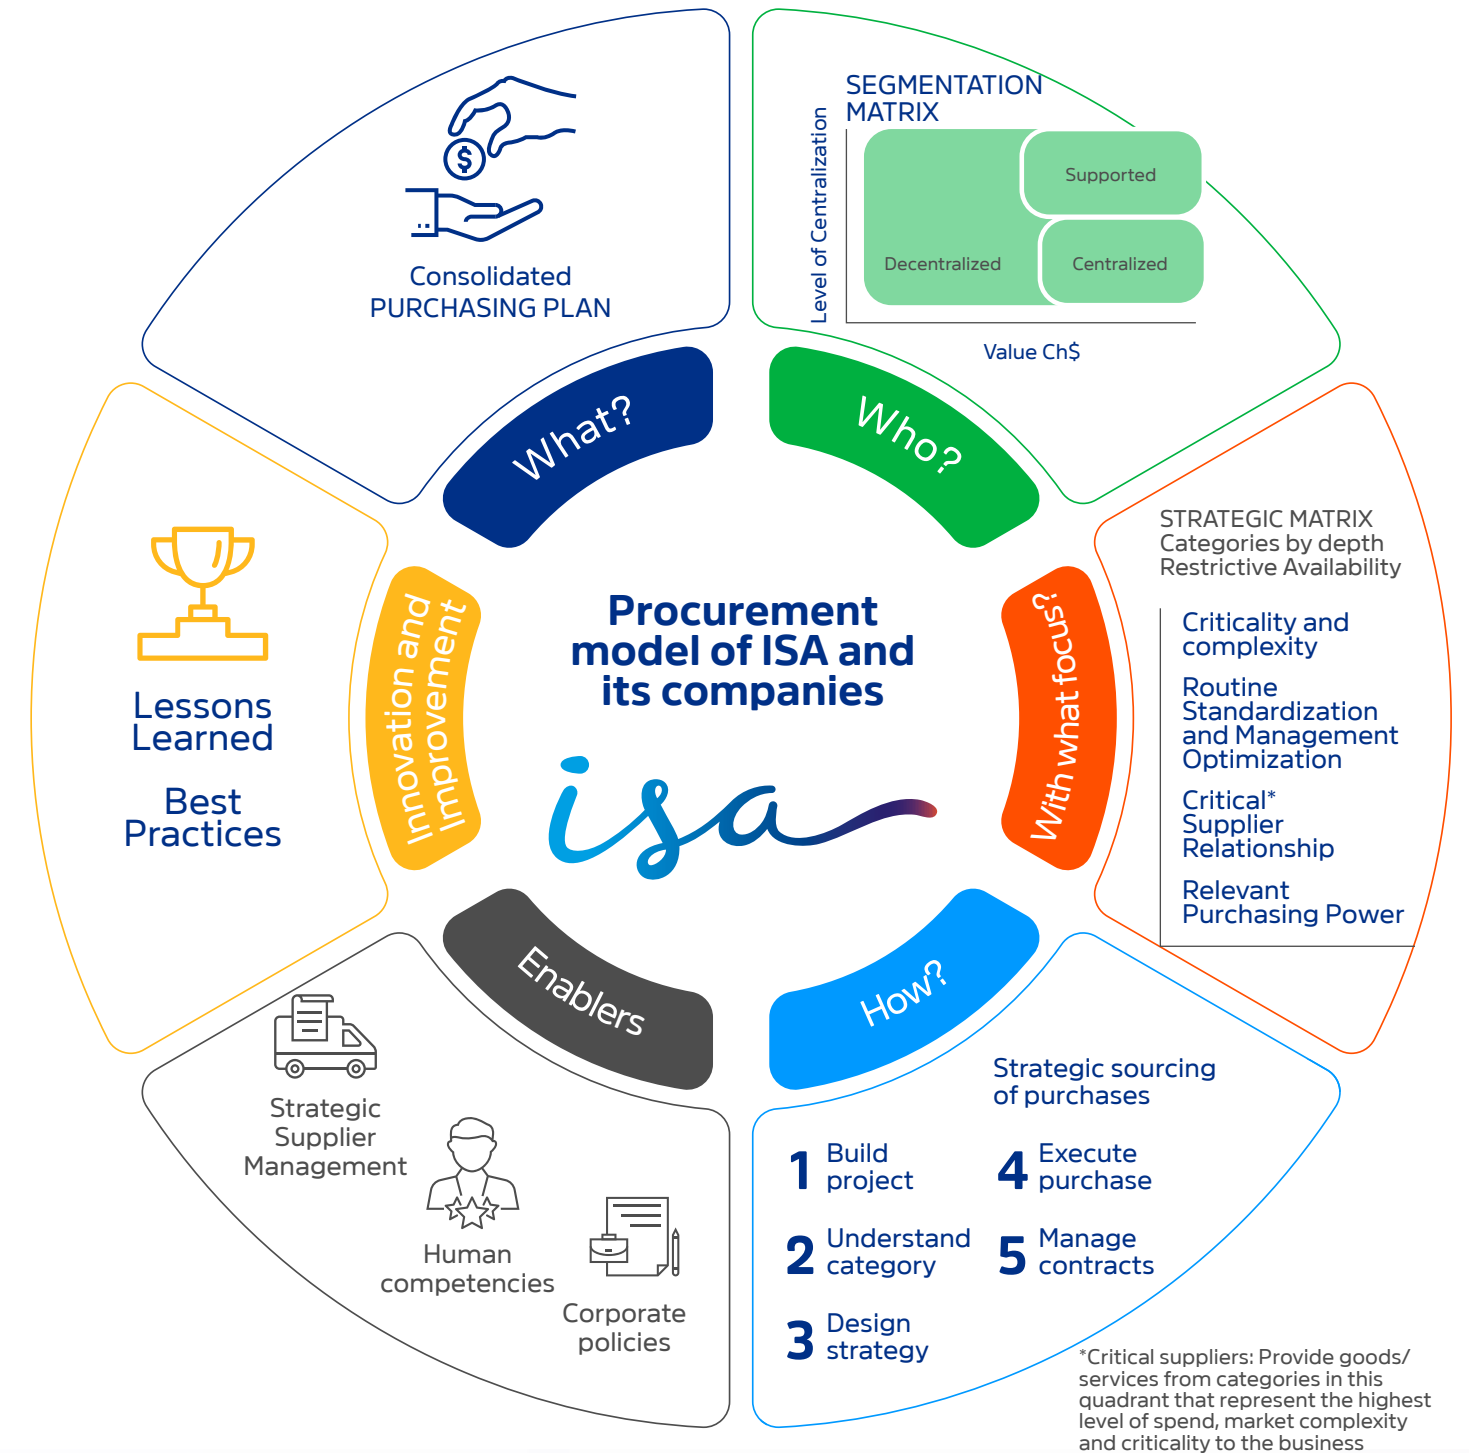 Procurement
model of ISA and
its companies
isa
What?
Consolidated
PURCHASING PLAN
$
Who?
SEGMENTATION
MATRIX
Level of Centralization
Supported
Decentralized
Centralized
Value Ch$
With what focus?
STRATEGIC MATRIX
Categories by depth
Restrictive Availability
Criticality and
complexity
Routine
Standardization
and Management
Optimization
Critical*
Supplier
Relationship
Relevant
Purchasing Power
How?
Strategic sourcing
of purchases
1 Build
project
2 Understand
category
3 Design
strategy
4 Execute
purchase
5 Manage
contracts
*Critical suppliers: Provide goods/
services from categories in this
quadrant that represent the highest
level of spend, market complexity
and criticality to the business
Enablers
Strategic
Supplier
Management
Human
competencies
Corporate
policies
Innovation and
Improvement
Lessons
Learned
Best
Practices